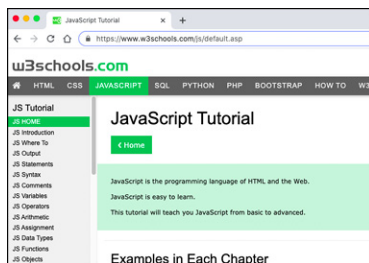 JavaScript Tutorial
https://www.w3schools.com/js/default.asp
w3schools.com
HTML CSS JAVASCRIPT SQL PYTHON PHP BOOTSTRAP HOW TO W3
JS Tutorial
JS HOME
JS Introduction
JS Where To
JS Output
JS Statements
JS Syntax
JS Comments
JS Variables
JS Operators
JS Arithmetic
JS Assignment
JS Data Types
JS Functions
JS Objects
JavaScript Tutorial
❮ Home
JavaScript is the programming language of HTML and the Web.
JavaScript is easy to learn.
This tutorial will teach you JavaScript from basic to advanced.
Examples in Each Chapter